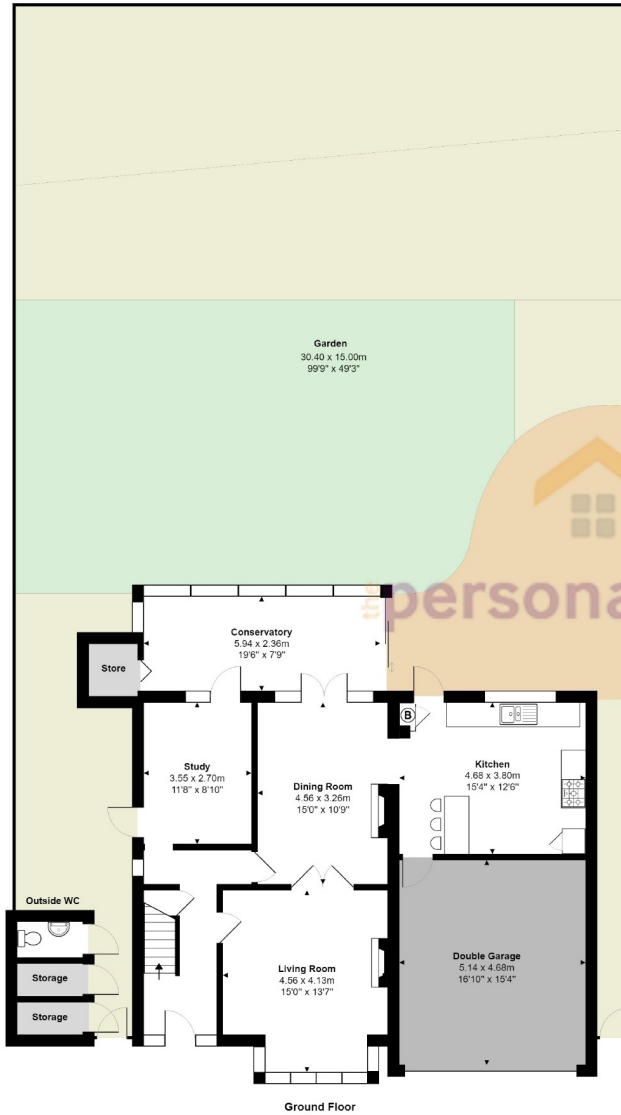 Garden
30.40 x 15.00m
99'9" x 49'3"
the
persona
Conservatory
5.94 x 2.36m
19'6" x 7'9"
Store
B
Study
3.55 x 2.70m
11'8" x 8'10"
Dining Room
4.56 x 3.26m
15'0" x 10'9"
Kitchen
4.68 x 3.80m
15'4" x 12'6"
Outside WC
Storage
Storage
Living Room
4.56 x 4.13m
15'0" x 13'7"
Double Garage
5.14 x 4.68m
16'10" x 15'4"
Ground Floor